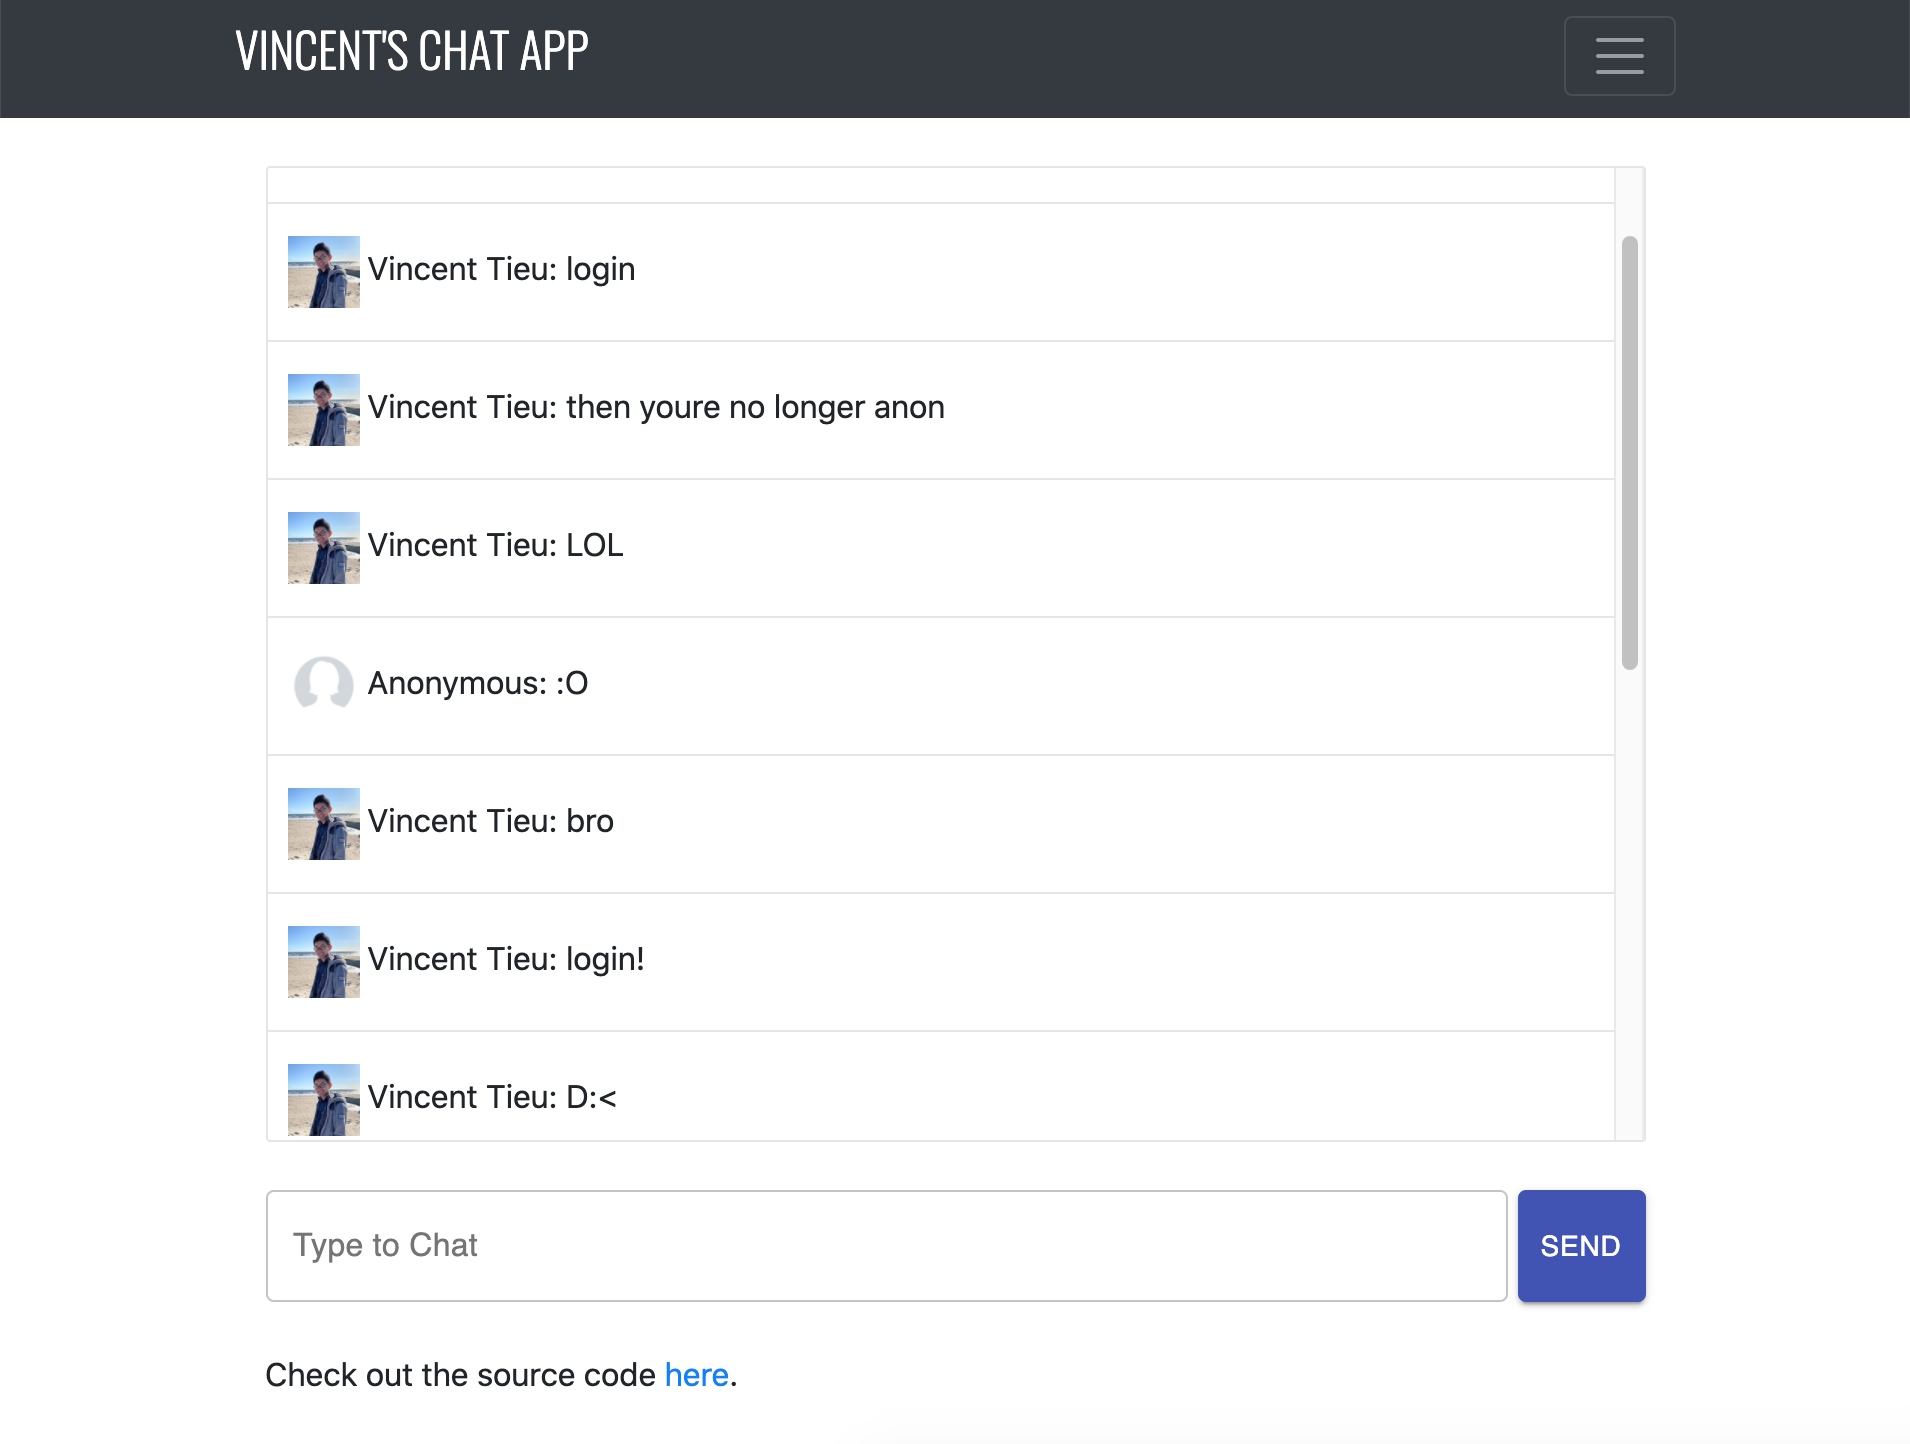 VINCENT'S CHAT APP
Vincent Tieu: login
Vincent Tieu: then youre no longer anon
Vincent Tieu: LOL
Anonymous: :O
Vincent Tieu: bro
Vincent Tieu: login!
Vincent Tieu: D:<
Type to Chat
SEND
Check out the source code here.